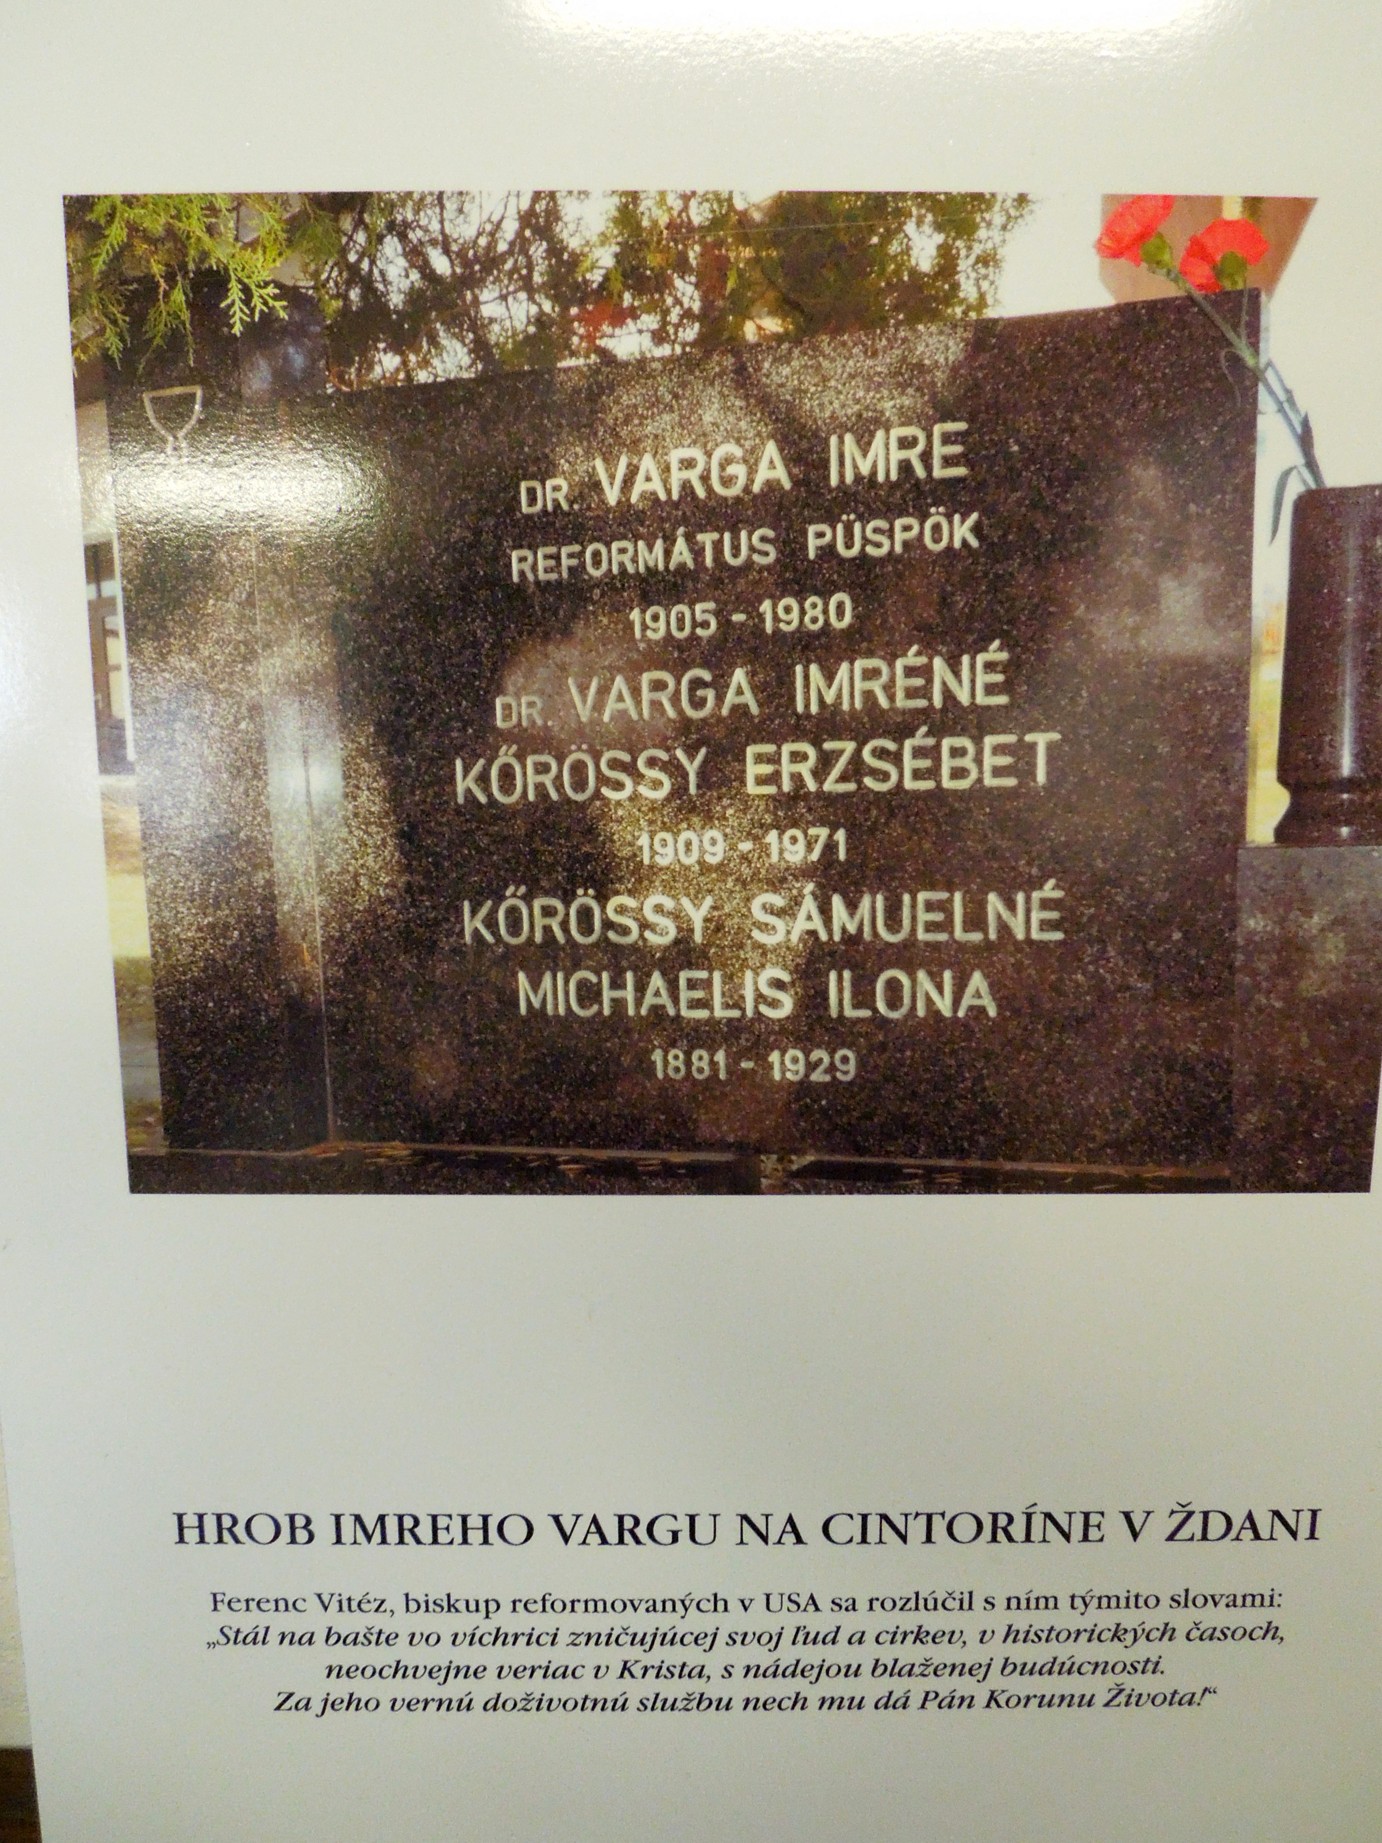 DR. VARGA IMRE
REFORMÁTUS PÜSPÖK
1905 - 1980
DR. VARGA IMRÉNÉ
KŐRÖSSY ERZSÉBET
1909 - 1971
KŐRÖSSY SÁMUELNÉ
MICHAELIS ILONA
1881 - 1929
HROB IMREHO VARGU NA CINTORÍNE V ŽDANI
Ferenc Vitéz, biskup reformovaných v USA sa rozlúčil s ním týmito slovami:
„Stál na bašte vo víchrici zničujúcej svoj ľud a cirkev, v historických časoch,
neochvejne veriac v Krista, s nádejou blaženej budúcnosti.
Za jeho vernú doživotnú službu nech mu dá Pán Korunu Života!“